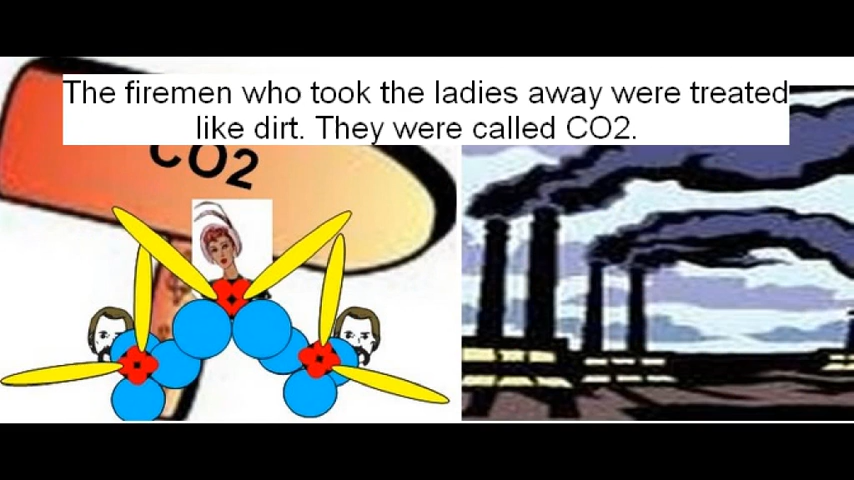 The firemen who took the ladies away were treated
like dirt. They were called CO2.
CO2